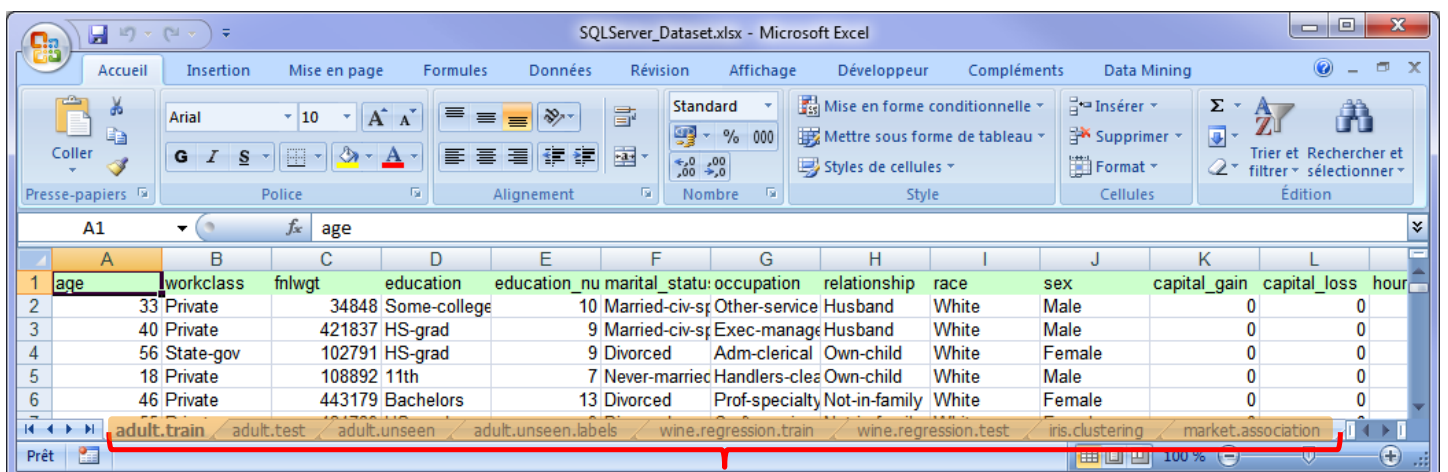 SQLServer_Dataset.xlsx - Microsoft Excel
Accueil Insertion Mise en page Formules Données Révision Affichage Développeur Compléments Data Mining
Coller
Presse-papiers
Arial 10
G I S
Police
Alignement
Standard
% 000
Nombre
Mise en forme conditionnelle
Mettre sous forme de tableau
Styles de cellules
Style
Insérer
Supprimer
Format
Cellules
Σ
Trier et filtrer
Rechercher et sélectionner
Édition
A1 fx age
A B C D E F G H I J K L
1 age workclass fnlwgt education education_nu marital_statu occupation relationship race sex capital_gain capital_loss hour
2 33 Private 34848 Some-college 10 Married-civ-sp Other-service Husband White Male 0 0
3 40 Private 421837 HS-grad 9 Married-civ-sp Exec-manage Husband White Male 0 0
4 56 State-gov 102791 HS-grad 9 Divorced Adm-clerical Own-child White Female 0 0
5 18 Private 108892 11th 7 Never-married Handlers-clea Own-child White Male 0 0
6 46 Private 443179 Bachelors 13 Divorced Prof-specialty Not-in-family White Female 0 0
adult.train adult.test adult.unseen adult.unseen.labels wine.regression.train wine.regression.test iris.clustering market.association
Prêt 100 %